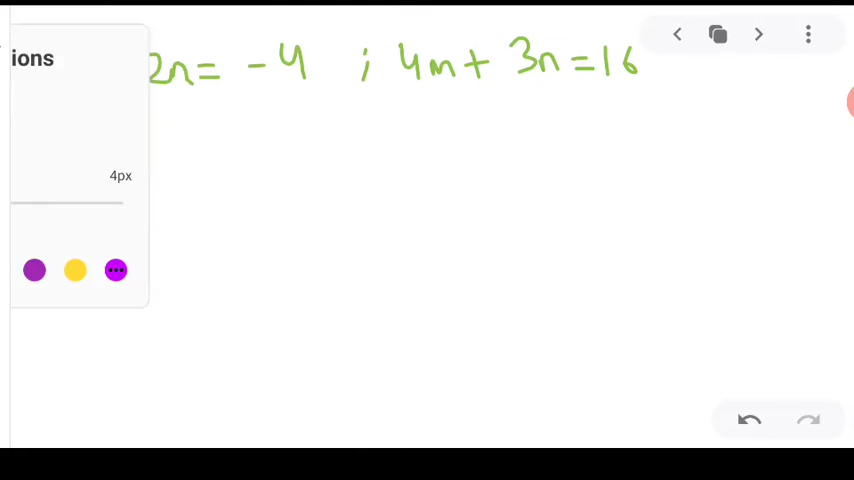 ions
2n = - 4 ; 4m + 3n = 16
4px